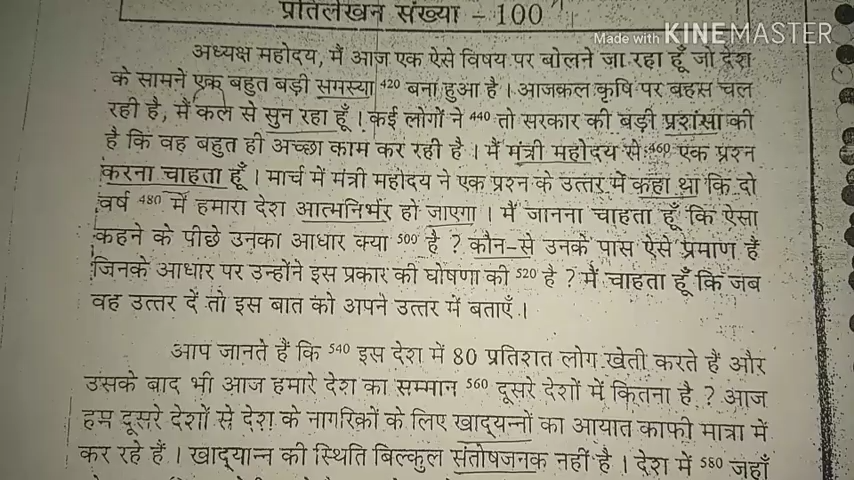 प्रतिलेखन संख्या - 100
Made with KINEMASTER
अध्यक्ष महोदय, मैं आज एक ऐसे विषय पर बोलने जा रहा हूँ जो देश
के सामने एक बहुत बड़ी समस्या 420 बना हुआ है । आजकल कृषि पर बहस चल
रही है, मैं कल से सुन रहा हूँ । कई लोगों ने 440 तो सरकार की बड़ी प्रशंसा की
है कि वह बहुत ही अच्छा काम कर रही है । मैं मंत्री महोदय से 460 एक प्रश्न
करना चाहता हूँ । मार्च में मंत्री महोदय ने एक प्रश्न के उत्तर में कहा था कि दो
वर्ष 480 में हमारा देश आत्मनिर्भर हो जाएगा । मैं जानना चाहता हूँ कि ऐसा
कहने के पीछे उनका आधार क्या 500 है ? कौन-से उनके पास ऐसे प्रमाण हैं
जिनके आधार पर उन्होंने इस प्रकार की घोषणा की 520 है ? मैं चाहता हूँ कि जब
वह उत्तर दें तो इस बात को अपने उत्तर में बताएँ ।
आप जानते हैं कि 540 इस देश में 80 प्रतिशत लोग खेती करते हैं और
उसके बाद भी आज हमारे देश का सम्मान 560 दूसरे देशों में कितना है ? आज
हम दूसरे देशों से देश के नागरिकों के लिए खाद्यन्नों का आयात काफी मात्रा में
कर रहे हैं । खाद्यान्न की स्थिति बिल्कुल संतोषजनक नहीं है । देश में 580 जहाँ